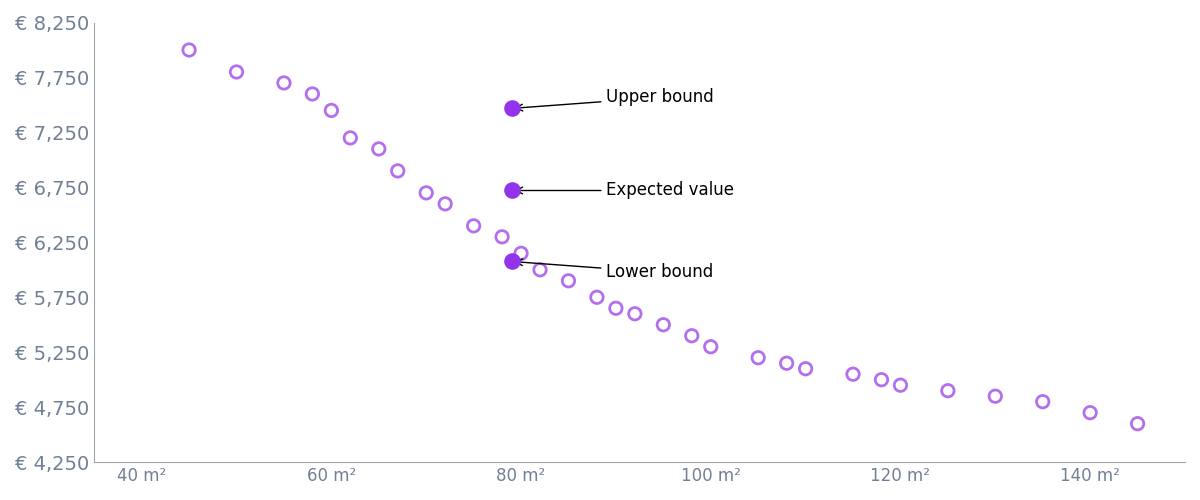 € 8,250
€ 7,750
€ 7,250
€ 6,750
€ 6,250
€ 5,750
€ 5,250
€ 4,750
€ 4,250
Upper bound
Expected value
Lower bound
40 m² 60 m² 80 m² 100 m² 120 m² 140 m²